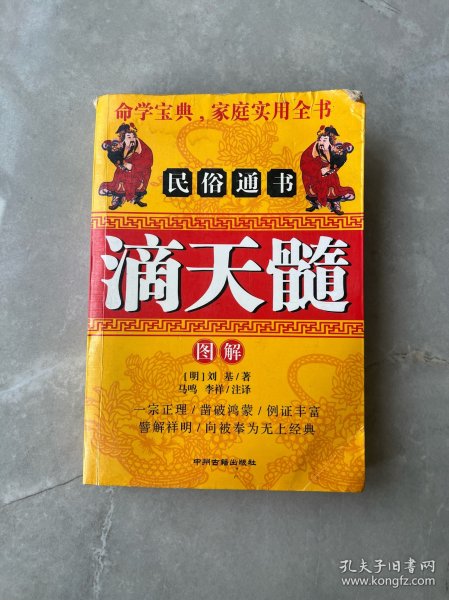 命学宝典，家庭实用全书
民俗通书
滴天髓
图解
[明]刘 基/著
马鸣 李祥/注译
一宗正理/凿破鸿蒙/例证丰富
譬解祥明/向被奉为无上经典
中州古籍出版社
孔夫子旧书网
www.kongfz.com